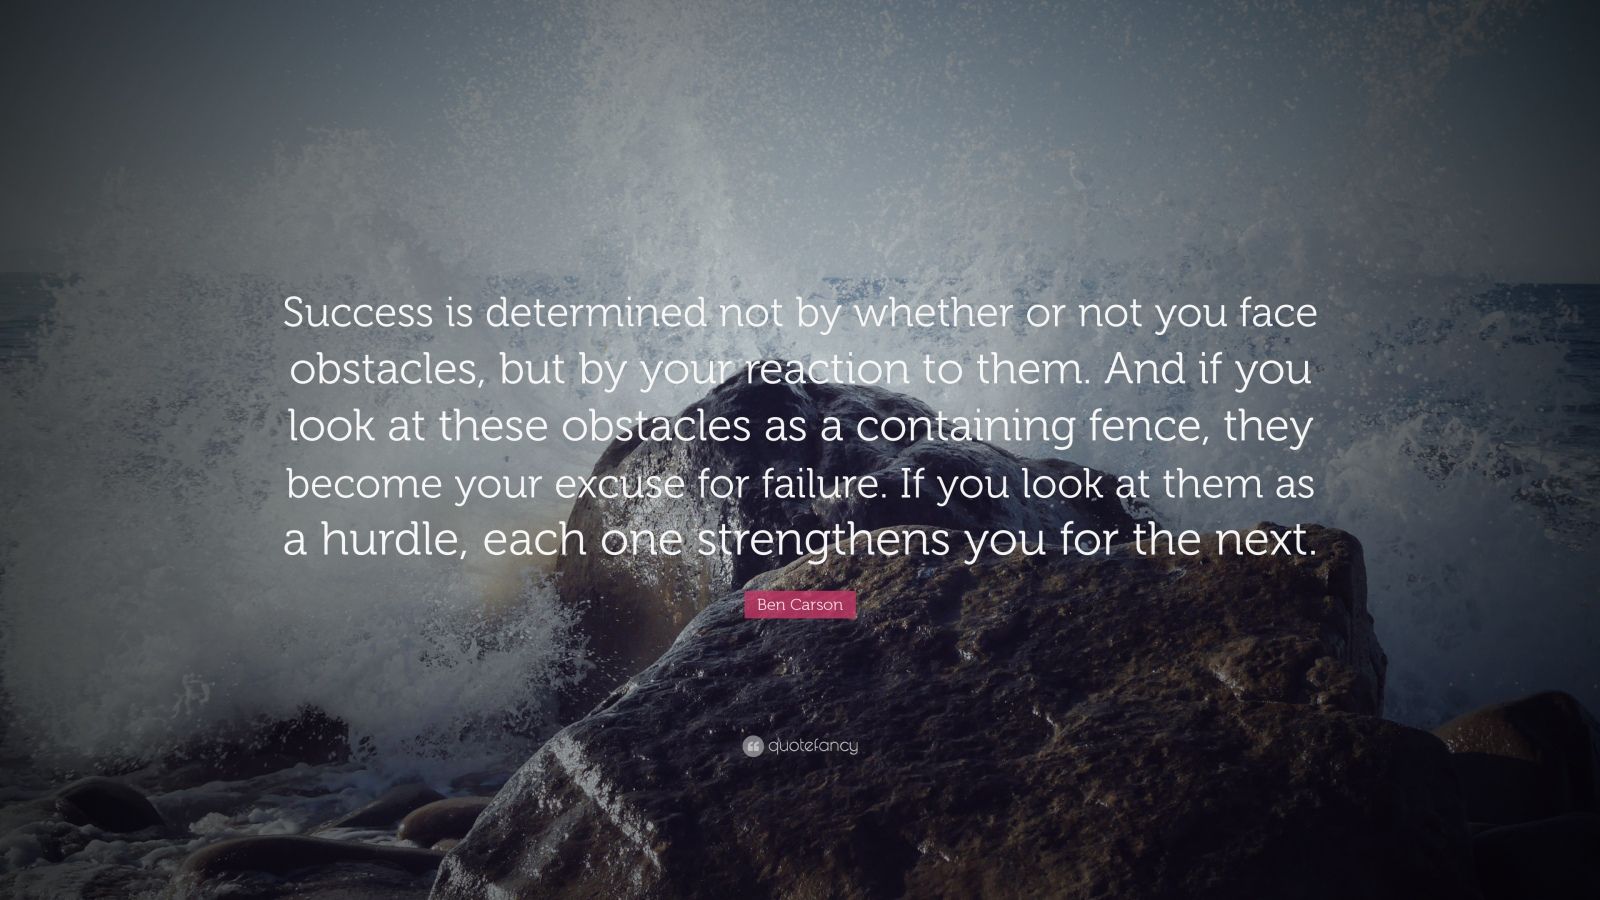 Success is determined not by whether or not you face
obstacles, but by your reaction to them. And if you
look at these obstacles as a containing fence, they
become your excuse for failure. If you look at them as
a hurdle, each one strengthens you for the next.
Ben Carson
quotefancy